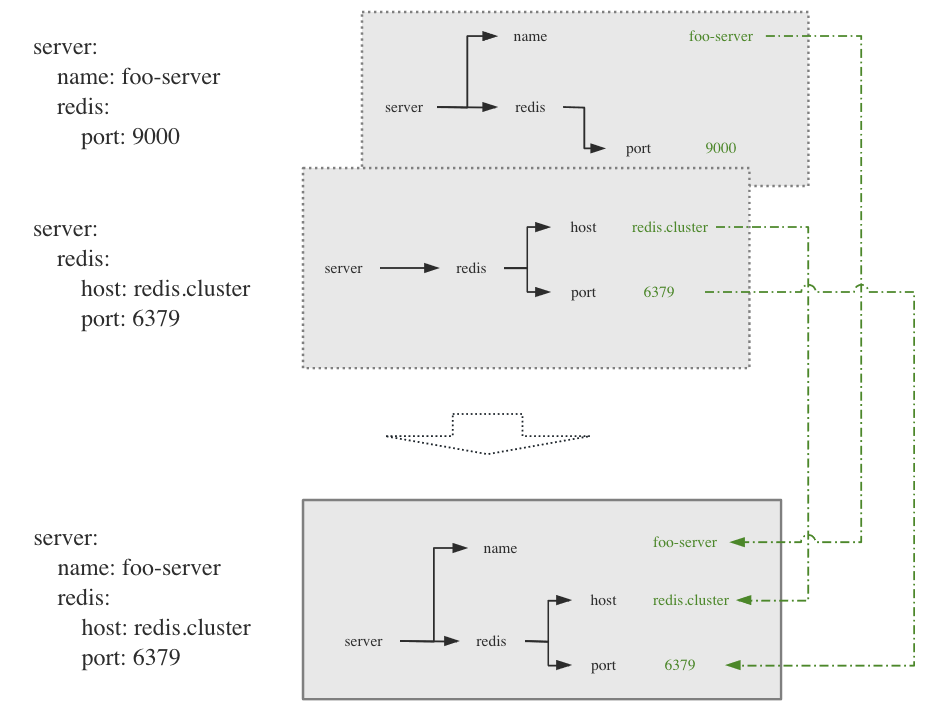 server:
name: foo-server
redis:
port: 9000
name foo-server
server redis
port 9000
server:
redis:
host: redis.cluster
port: 6379
host redis.cluster
server redis
port 6379
server:
name: foo-server
redis:
host: redis.cluster
port: 6379
name foo-server
host redis.cluster
server redis
port 6379